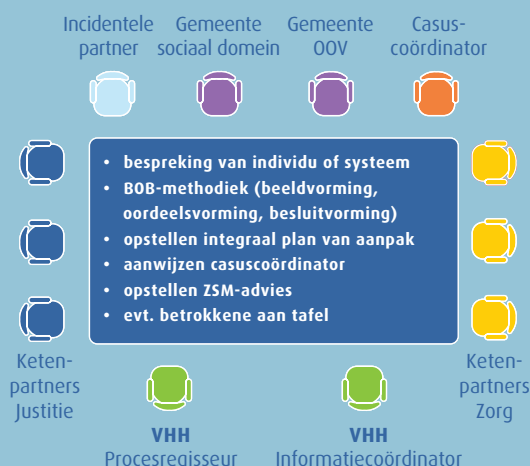 Incidentele
partner
Gemeente
sociaal domein
Gemeente
OOV
Casus-
coördinator
• bespreking van individu of systeem
• BOB-methodiek (beeldvorming,
oordeelsvorming, besluitvorming)
• opstellen integraal plan van aanpak
• aanwijzen casuscoördinator
• opstellen ZSM-advies
• evt. betrokkene aan tafel
Keten-
partners
Justitie
Keten-
partners
Zorg
VHH
Procesregisseur
VHH
Informatiecoördinator